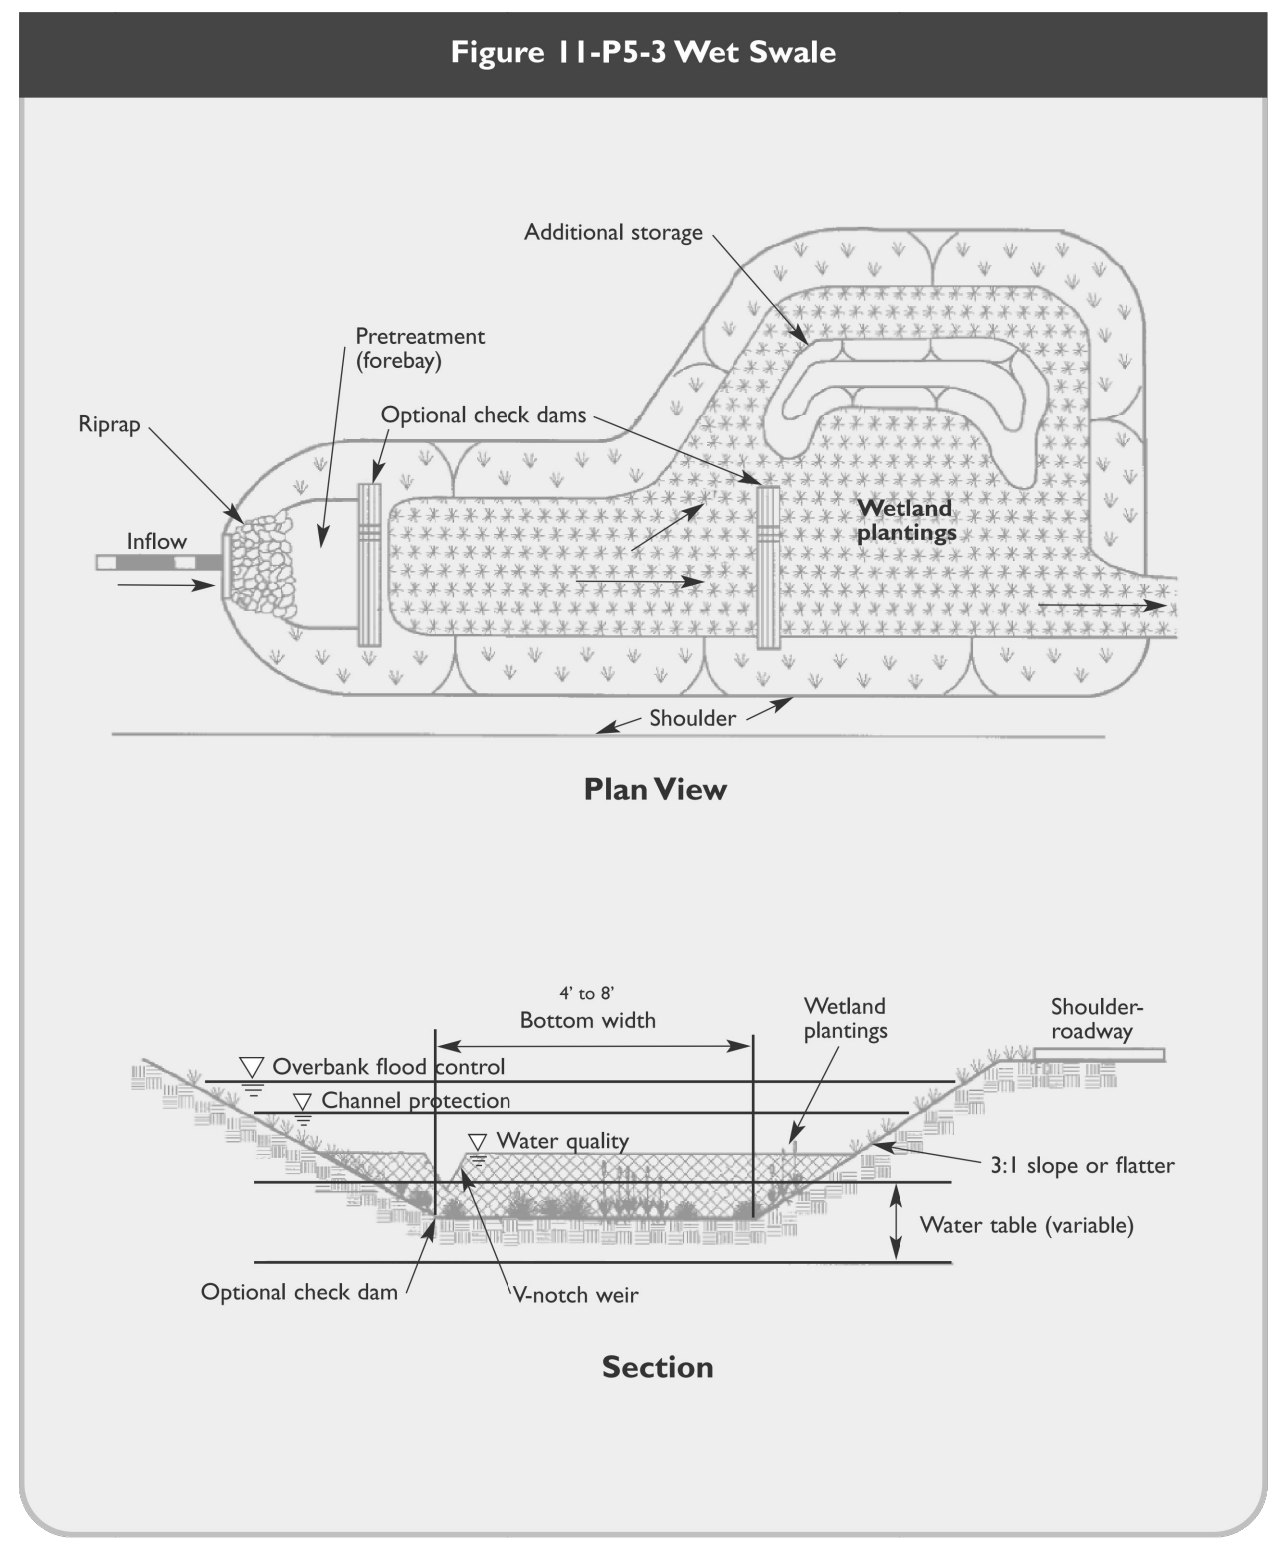 Figure 11-P5-3 Wet Swale
Additional storage
Pretreatment
(forebay)
Optional check dams
Riprap
Wetland
plantings
Inflow
Shoulder
Plan View
4’ to 8’
Bottom width
Wetland
plantings
Shoulder-
roadway
Overbank flood control
Channel protection
Water quality
3:1 slope or flatter
Water table (variable)
Optional check dam
V-notch weir
Section